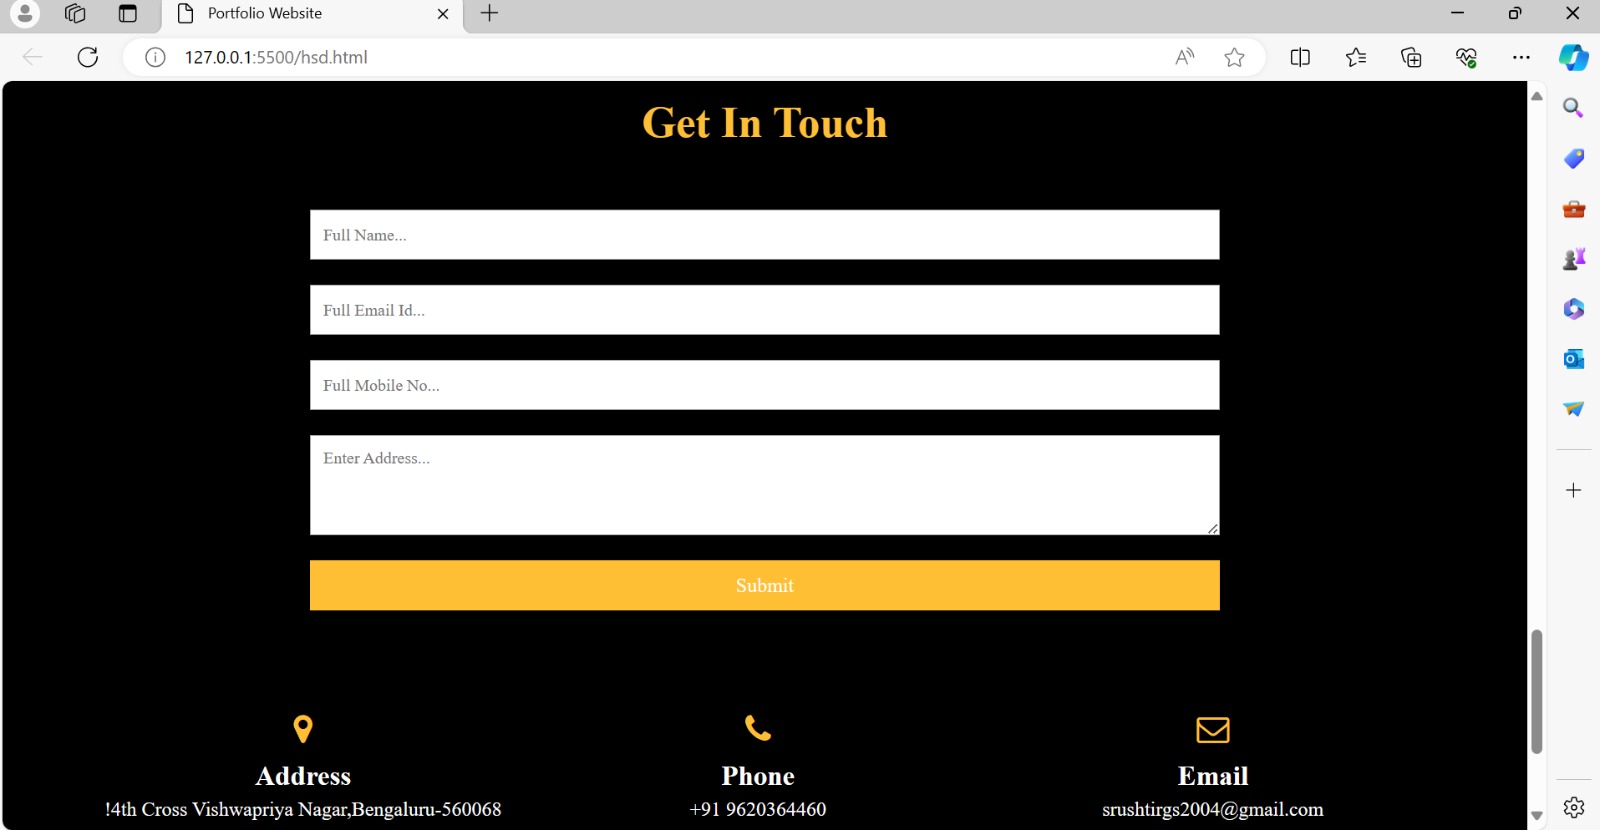 Portfolio Website
127.0.0.1:5500/hsd.html
Get In Touch
Full Name...
Full Email Id...
Full Mobile No...
Enter Address...
Submit
Address Phone Email
!4th Cross Vishwapriya Nagar,Bengaluru-560068 +91 9620364460 srushtirgs2004@gmail.com